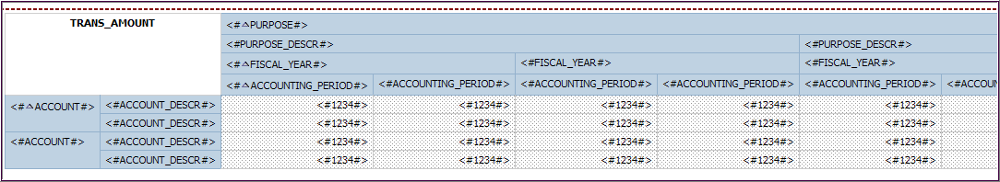 TRANS_AMOUNT <#≙PURPOSE#>
<#PURPOSE_DESCR#> <#PURPOSE_DESCR#>
<#≙FISCAL_YEAR#> <#FISCAL_YEAR#> <#FISCAL_YEAR#>
<#≙ACCOUNTING_PERIOD#> <#ACCOUNTING_PERIOD#> <#ACCOUNTING_PERIOD#> <#ACCOUNTING_PERIOD#> <#ACCOUNTING_PERIOD#> <#ACCOUN
<#≙ACCOUNT#> <#ACCOUNT_DESCR#> <#1234#> <#1234#> <#1234#> <#1234#> <#1234#>
<#ACCOUNT_DESCR#> <#1234#> <#1234#> <#1234#> <#1234#> <#1234#>
<#ACCOUNT#> <#ACCOUNT_DESCR#> <#1234#> <#1234#> <#1234#> <#1234#> <#1234#>
<#ACCOUNT_DESCR#> <#1234#> <#1234#> <#1234#> <#1234#> <#1234#>